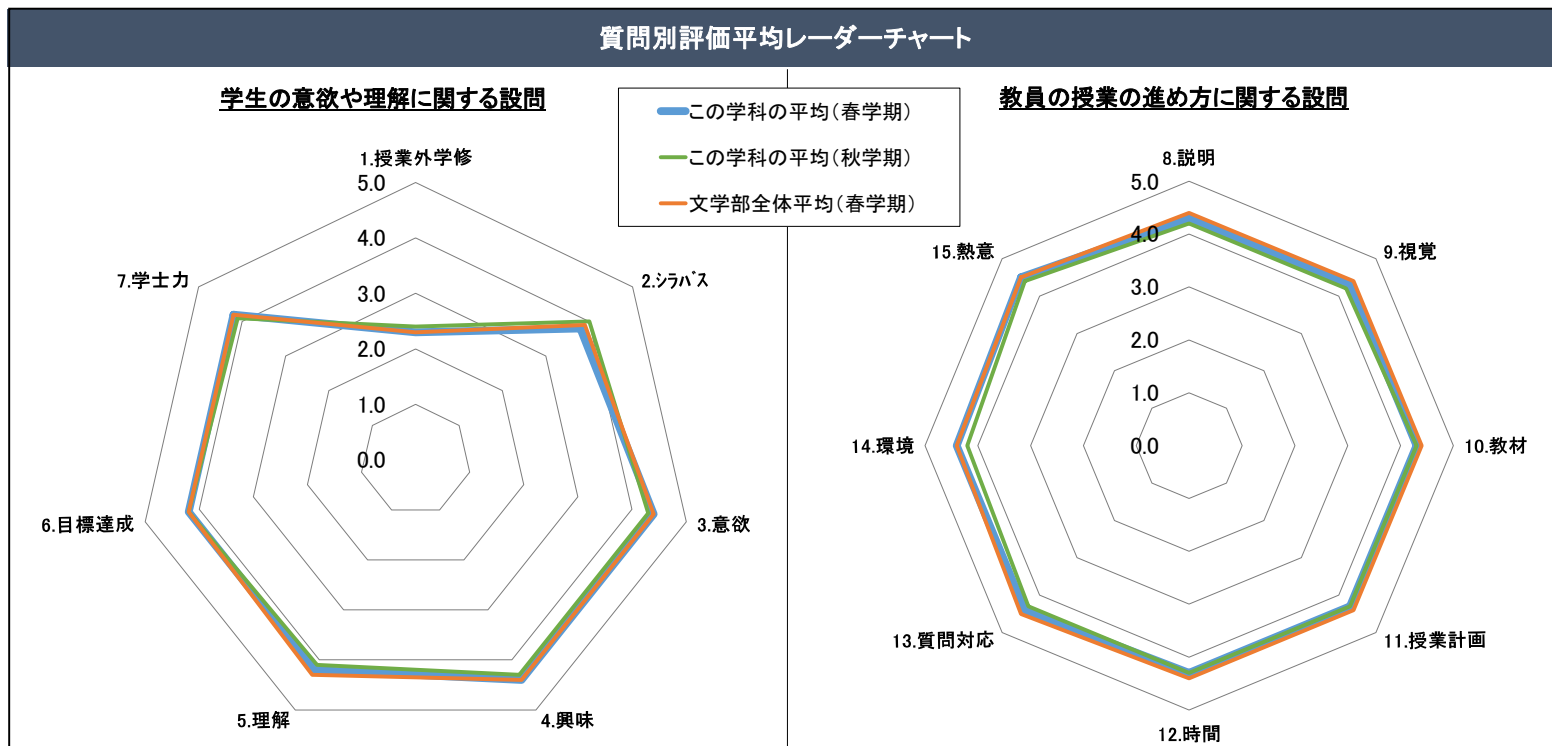 質問別評価平均レーダーチャート
学生の意欲や理解に関する設問
この学科の平均(春学期)
この学科の平均(秋学期)
文学部全体平均(春学期)
教員の授業の進め方に関する設問
1.授業外学修
2.シラバス
3.意欲
4.興味
5.理解
6.目標達成
7.学士力
5.0
4.0
3.0
2.0
1.0
0.0
8.説明
9.視覚
10.教材
11.授業計画
12.時間
13.質問対応
14.環境
15.熱意
5.0
4.0
3.0
2.0
1.0
0.0